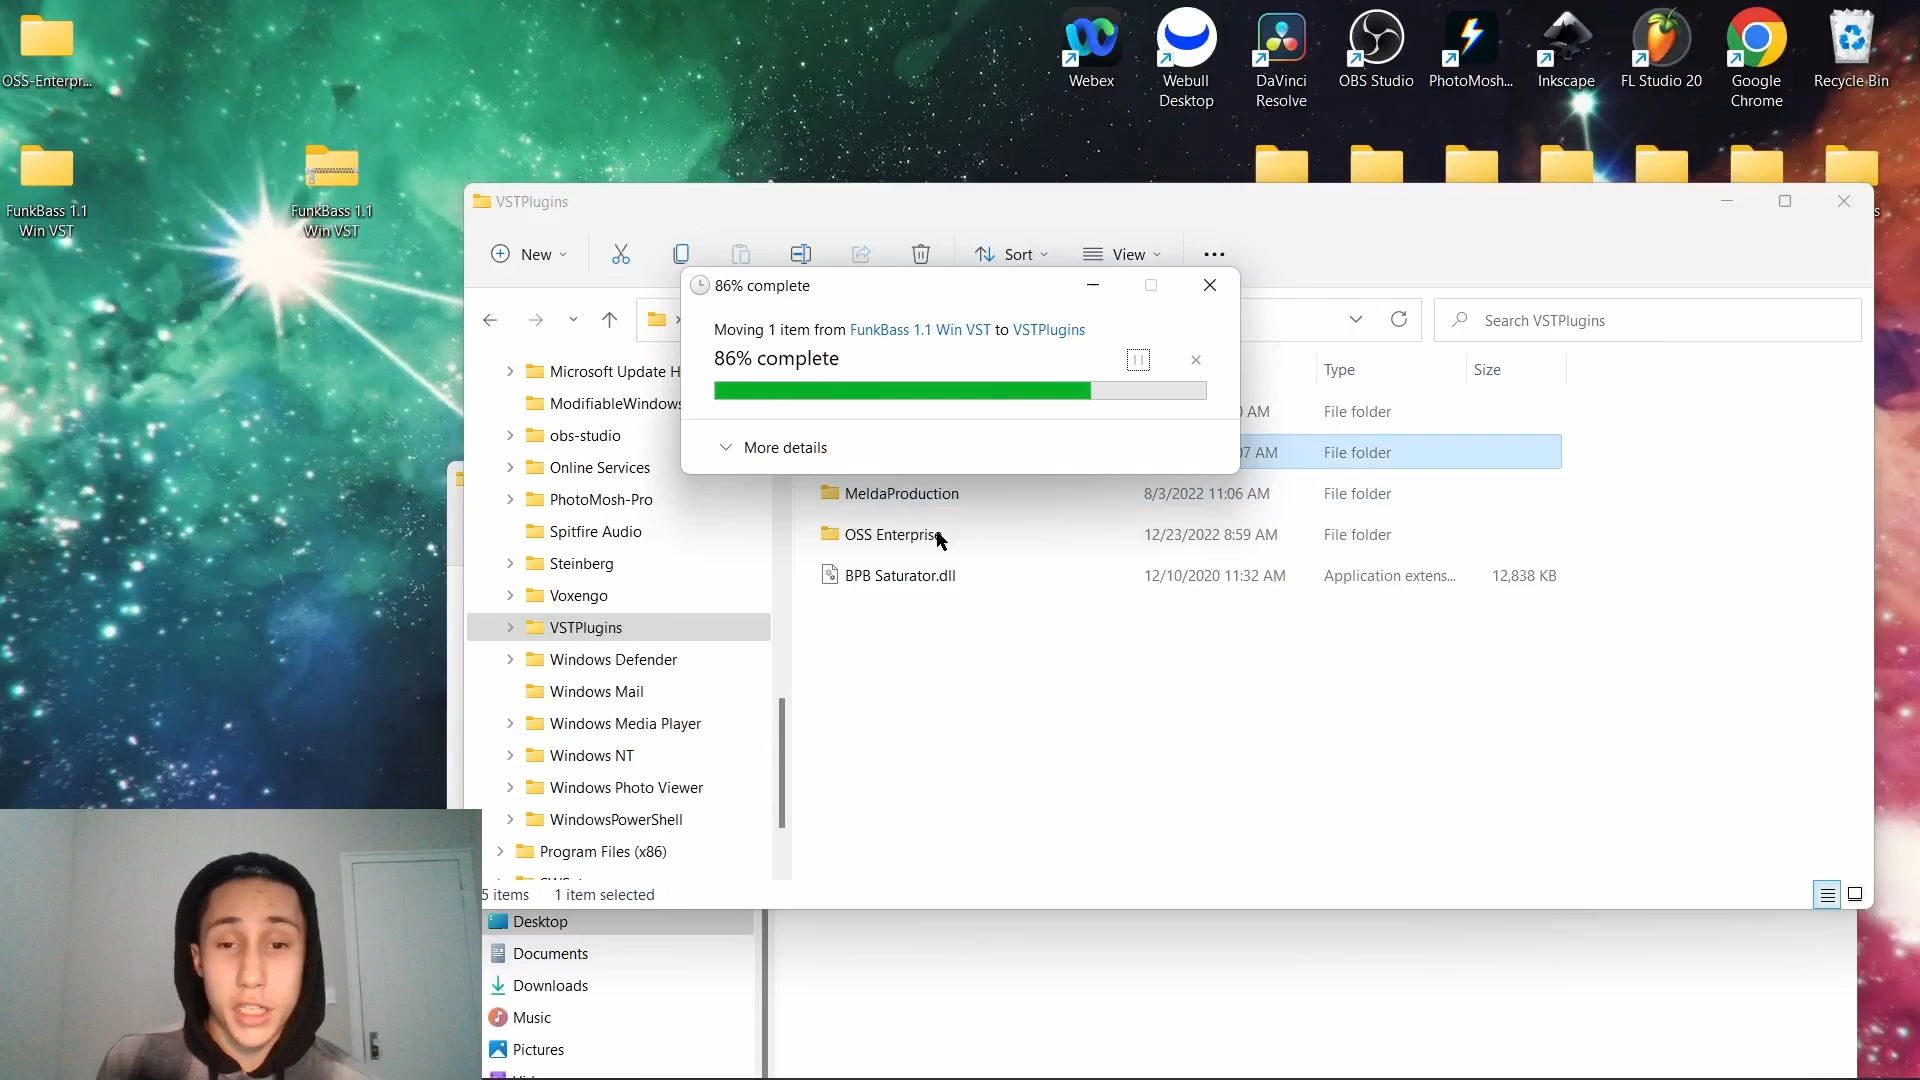 OSS-Enterpr...
FunkBass 1.1
Win VST
FunkBass 1.1
Win VST
Webex
Webull
Desktop
DaVinci
Resolve
OBS Studio
PhotoMosh...
Inkscape
FL Studio 20
Google
Chrome
Recycle Bin
VSTPlugins
New
Sort
View
Search VSTPlugins
86% complete
Moving 1 item from FunkBass 1.1 Win VST to VSTPlugins
86% complete
More details
Type
Size
AM
File folder
07 AM
File folder
MeldaProduction
8/3/2022 11:06 AM
File folder
OSS Enterprise
12/23/2022 8:59 AM
File folder
BPB Saturator.dll
12/10/2020 11:32 AM
Application extens...
12,838 KB
Microsoft Update H
ModifiableWindows
obs-studio
Online Services
PhotoMosh-Pro
Spitfire Audio
Steinberg
Voxengo
VSTPlugins
Windows Defender
Windows Mail
Windows Media Player
Windows NT
Windows Photo Viewer
WindowsPowerShell
Program Files (x86)
5 items
1 item selected
Desktop
Documents
Downloads
Music
Pictures